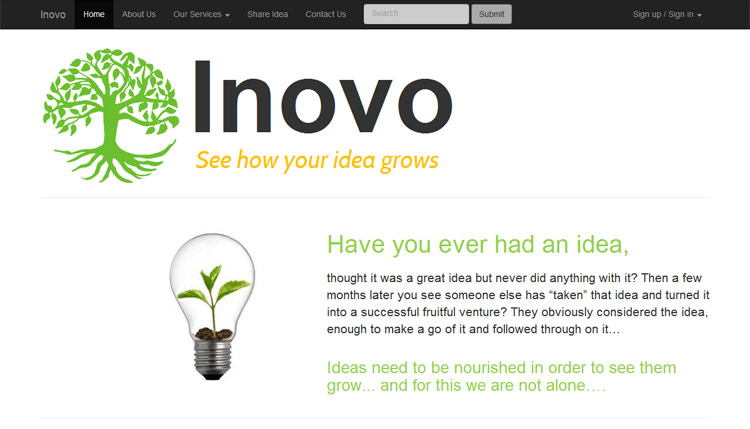 Inovo Home About Us Our Services Share Idea Contact Us Search Submit Sign up / Sign in
Inovo
See how your idea grows
Have you ever had an idea,
thought it was a great idea but never did anything with it? Then a few
months later you see someone else has “taken” that idea and turned it
into a successful fruitful venture? They obviously considered the idea,
enough to make a go of it and followed through on it…
Ideas need to be nourished in order to see them
grow... and for this we are not alone….